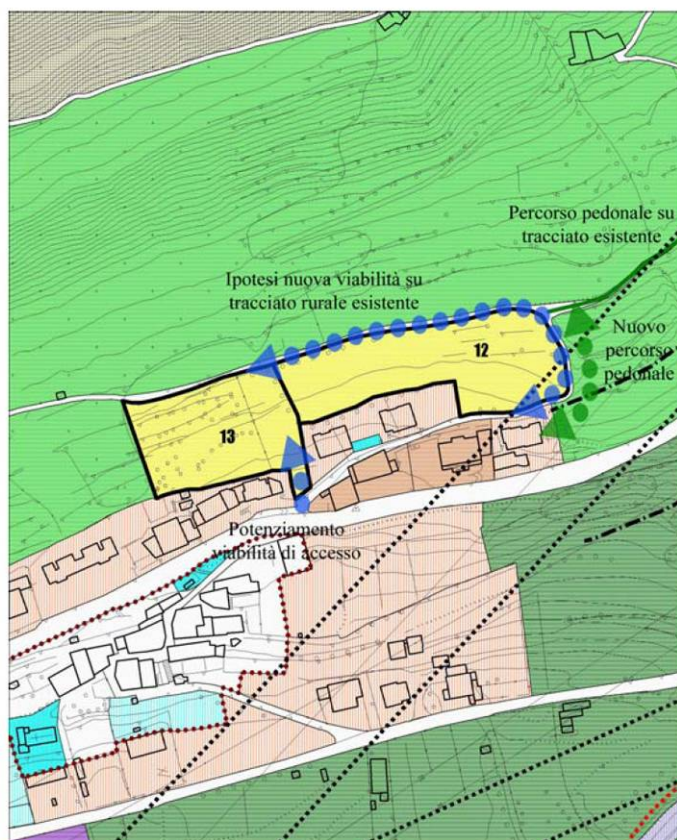 Percorso pedonale su
tracciato esistente
Ipotesi nuova viabilità su
tracciato rurale esistente
Nuovo
percorso
pedonale
12
13
Potenziamento
viabilità di accesso